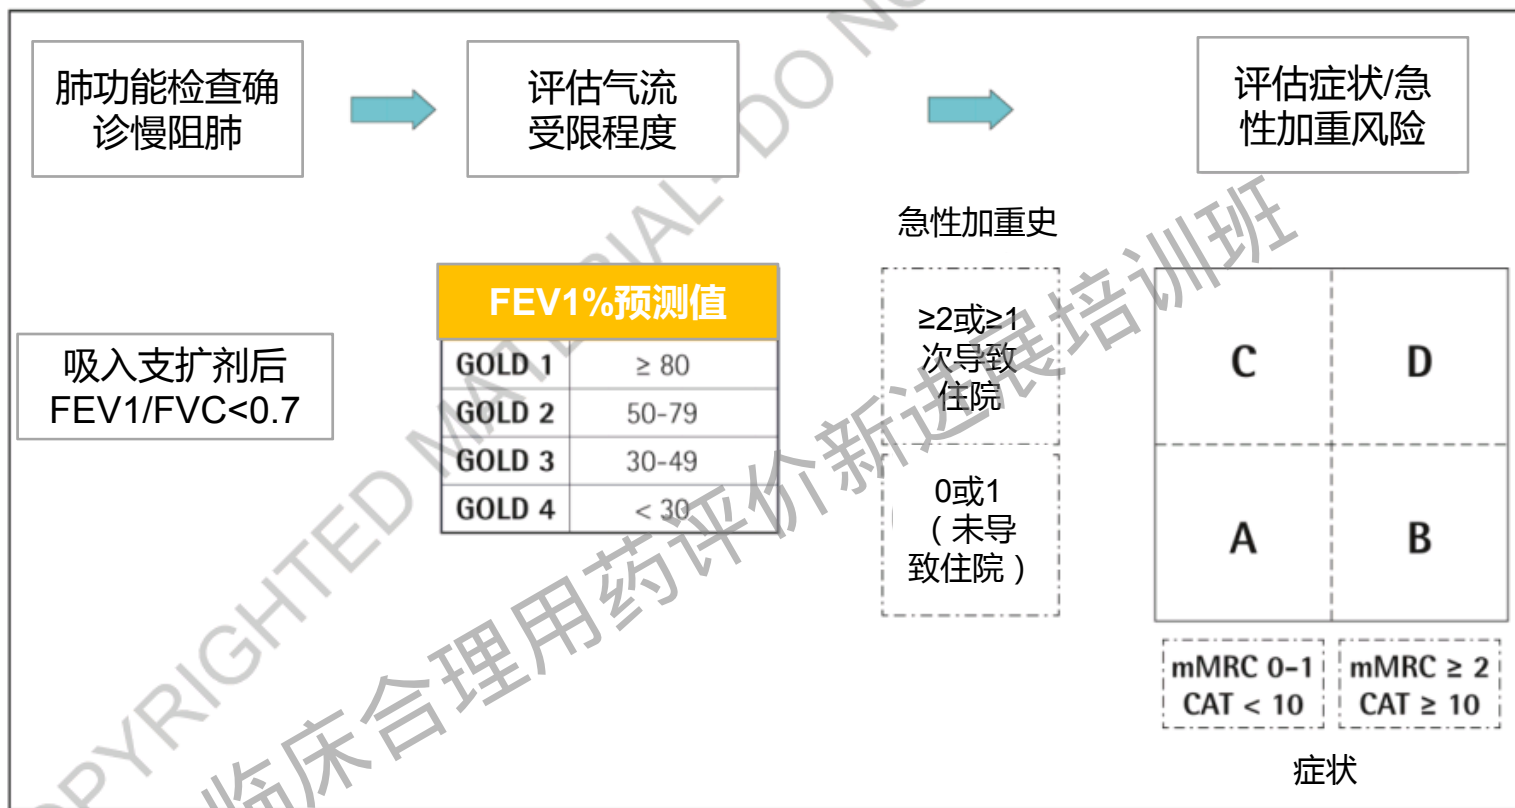 肺功能检查确
诊慢阻肺
评估气流
受限程度
评估症状/急
性加重风险
吸入支扩剂后
FEV1/FVC<0.7
FEV1%预测值
GOLD 1 ≥ 80
GOLD 2 50-79
GOLD 3 30-49
GOLD 4 < 30
急性加重史
≥2或≥1
次导致
住院
0或1
（未导
致住院）
C D
A B
mMRC 0-1
CAT < 10
mMRC ≥ 2
CAT ≥ 10
症状
OPYRIGHTED MATERIAL- DO NO
临床合理用药评价新进展培训班